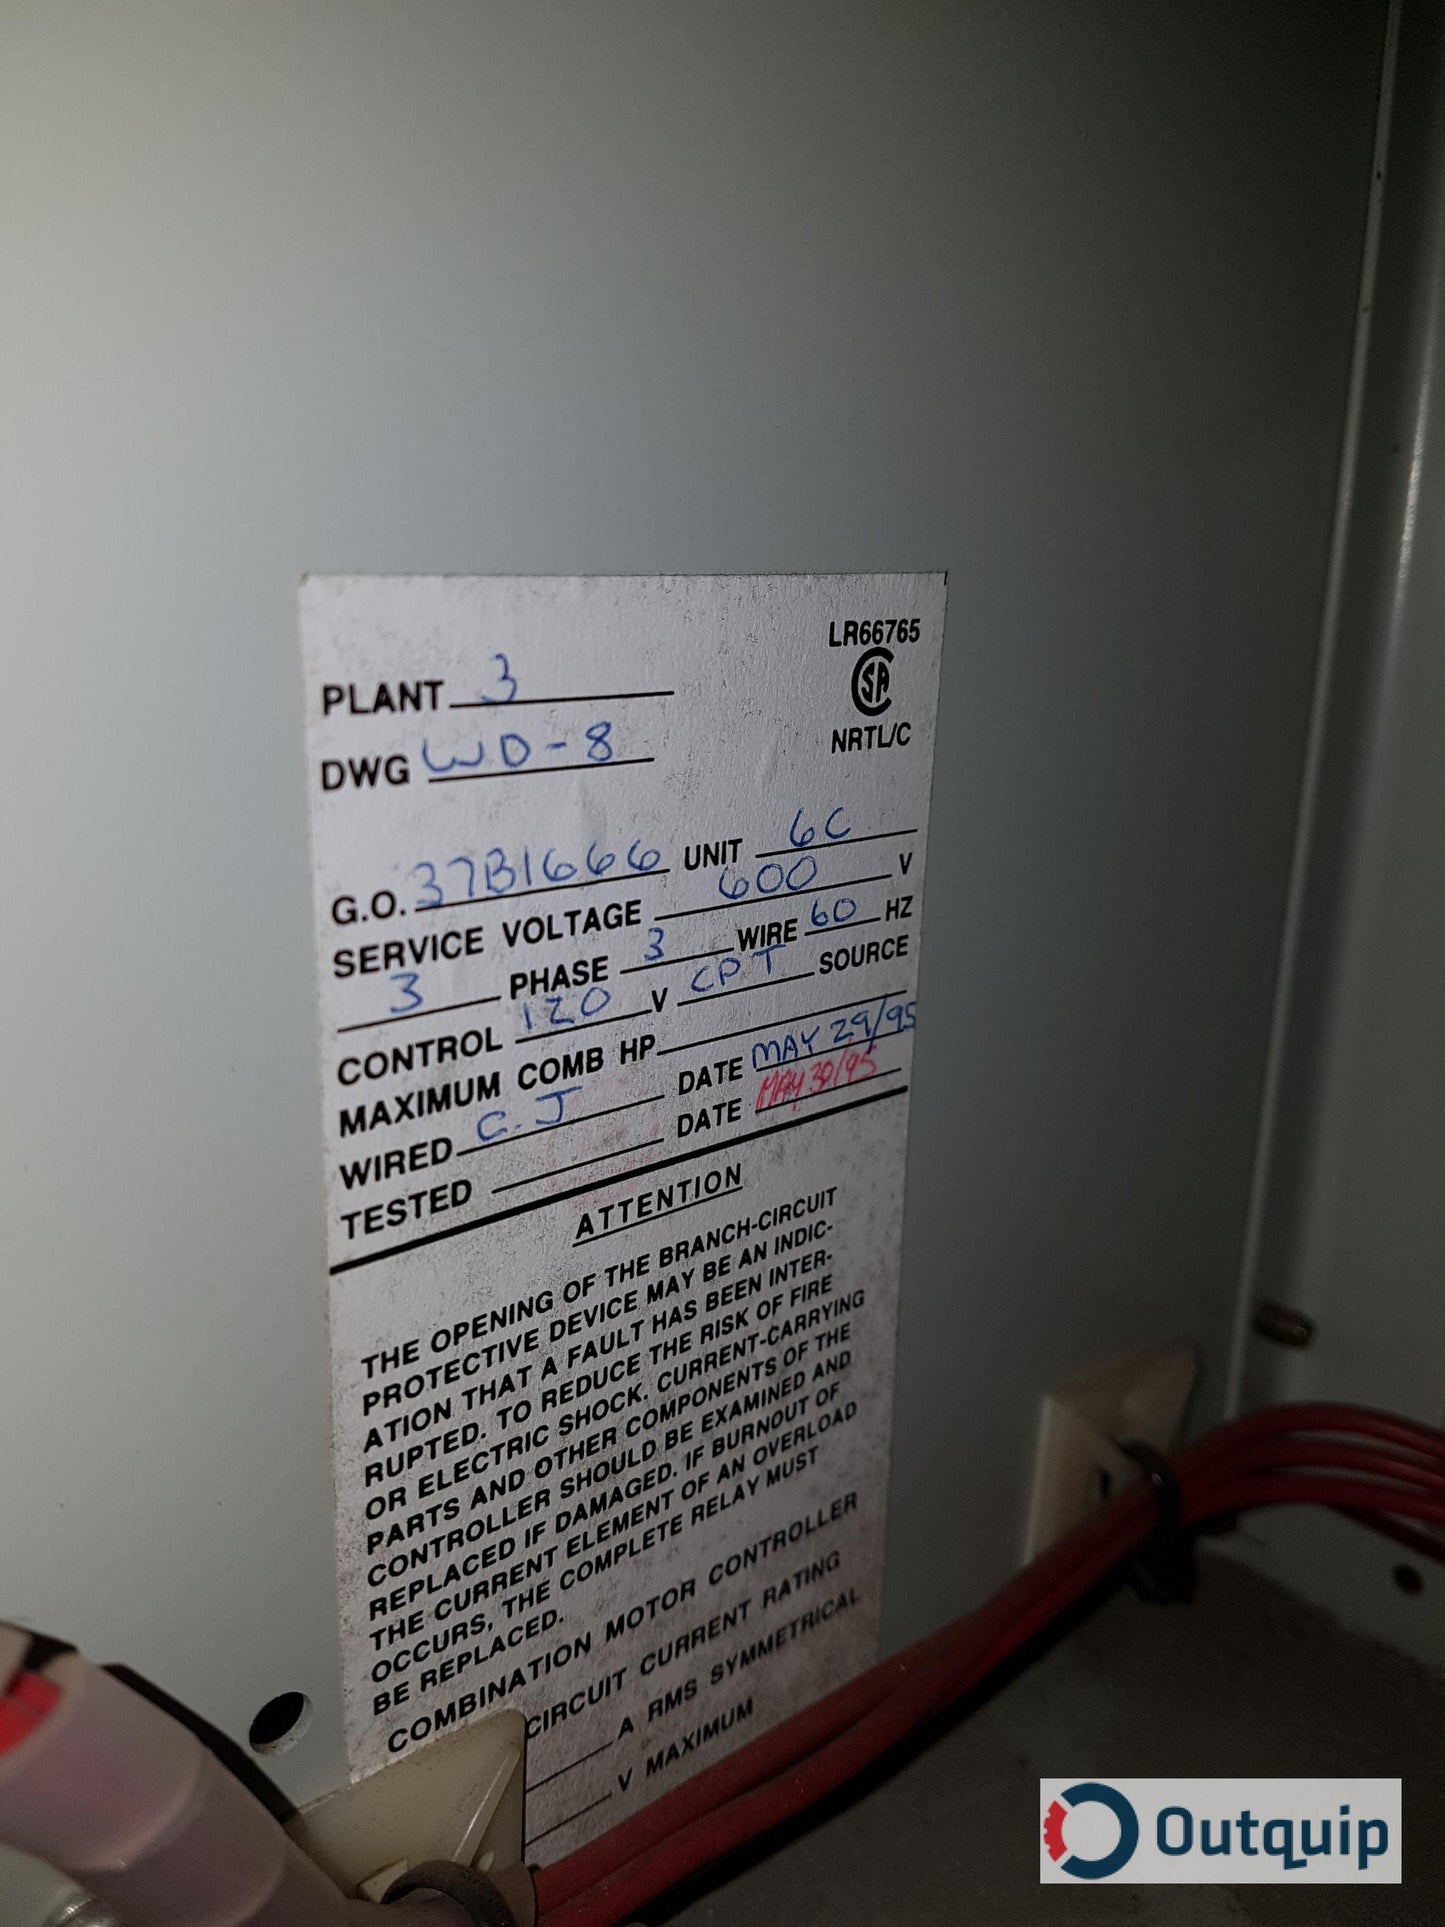 LR66765
NRTL/C
PLANT 3
DWG WD-8
G.O. 37B1666 UNIT 6C
SERVICE VOLTAGE 600 V
3 PHASE 3 WIRE 60 HZ
CONTROL 120 V CPT SOURCE
MAXIMUM COMB HP
WIRED C.J DATE MAY 29/95
TESTED DATE MAY 30/95
ATTENTION
THE OPENING OF THE BRANCH-CIRCUIT
PROTECTIVE DEVICE MAY BE AN INDIC-
ATION THAT A FAULT HAS BEEN INTER-
RUPTED. TO REDUCE THE RISK OF FIRE
OR ELECTRIC SHOCK. CURRENT-CARRYING
PARTS AND OTHER COMPONENTS OF THE
CONTROLLER SHOULD BE EXAMINED AND
REPLACED IF DAMAGED. IF BURNOUT OF
THE CURRENT ELEMENT OF AN OVERLOAD
OCCURS, THE COMPLETE RELAY MUST
BE REPLACED.
COMBINATION MOTOR CONTROLLER
CIRCUIT CURRENT RATING
A RMS SYMMETRICAL
V MAXIMUM
Outquip